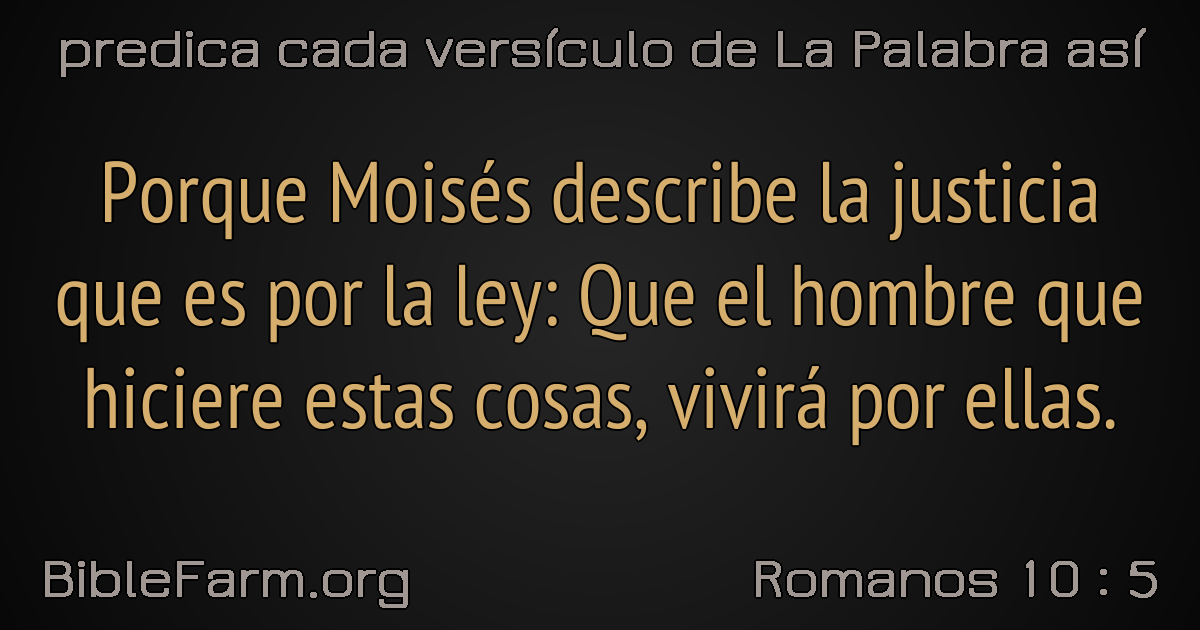 predica cada versículo de La Palabra así
Porque Moisés describe la justicia
que es por la ley: Que el hombre que
hiciere estas cosas, vivirá por ellas.
BibleFarm.org
Romanos 10 : 5